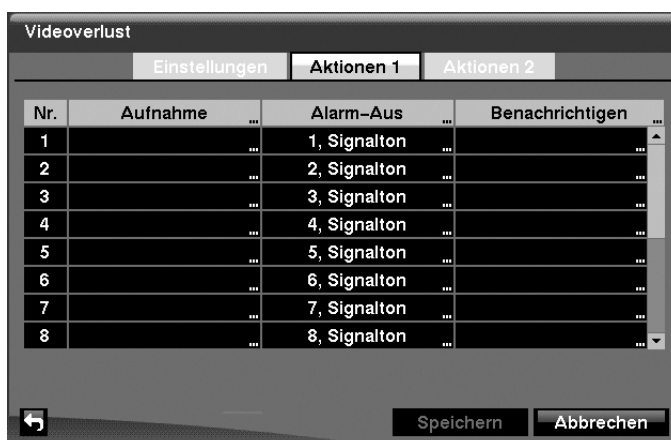 Videoverlust
Einstellungen Aktionen 1 Aktionen 2
Nr. Aufnahme ... Alarm-Aus ... Benachrichtigen ...
1 ... 1, Signalton ... ...
2 ... 2, Signalton ... ...
3 ... 3, Signalton ... ...
4 ... 4, Signalton ... ...
5 ... 5, Signalton ... ...
6 ... 6, Signalton ... ...
7 ... 7, Signalton ... ...
8 ... 8, Signalton ... ...
Speichern Abbrechen